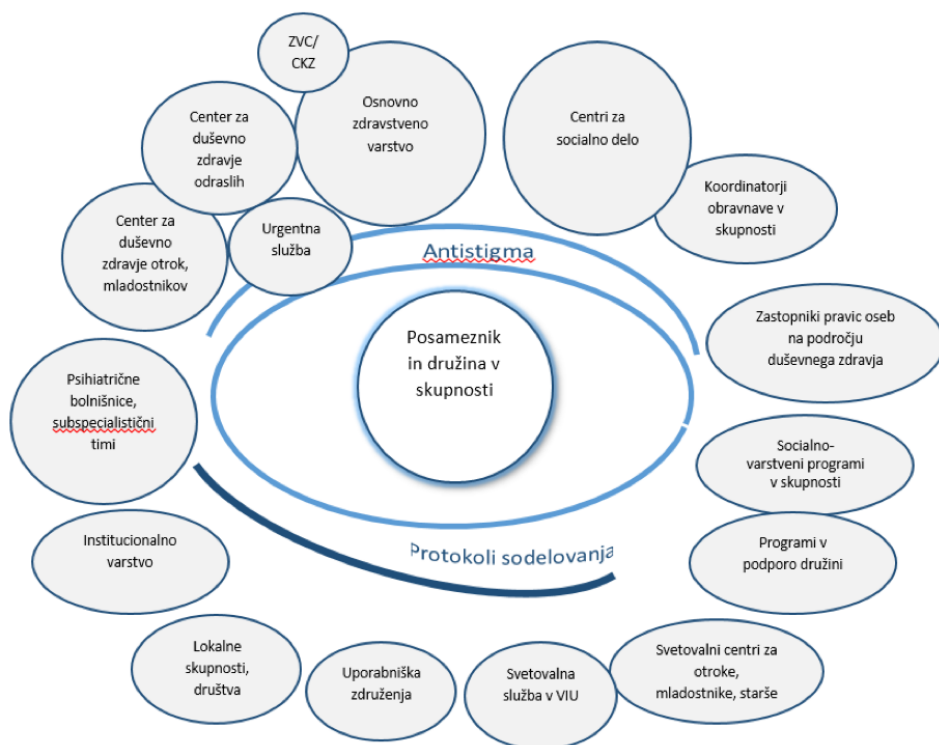 ZVC/
CKZ
Osnovno
zdravstveno
varstvo
Centri za
socialno delo
Center za
duševno
zdravje
odraslih
Koordinatorji
obravnave v
skupnosti
Center za
duševno
zdravje otrok,
mladostnikov
Urgentna
služba
Antistigma
Zastopniki pravic oseb
na področju
duševnega zdravja
Posameznik
in družina v
skupnosti
Psihiatrične
bolnišnice,
subspecialistični
timi
Socialno-
varstveni programi
v skupnosti
Institucionalno
varstvo
Protokoli sodelovanja
Programi v
podporo družini
Lokalne
skupnosti,
društva
Uporabniška
združenja
Svetovalna
služba v VIU
Svetovalni centri za
otroke,
mladostnike, starše